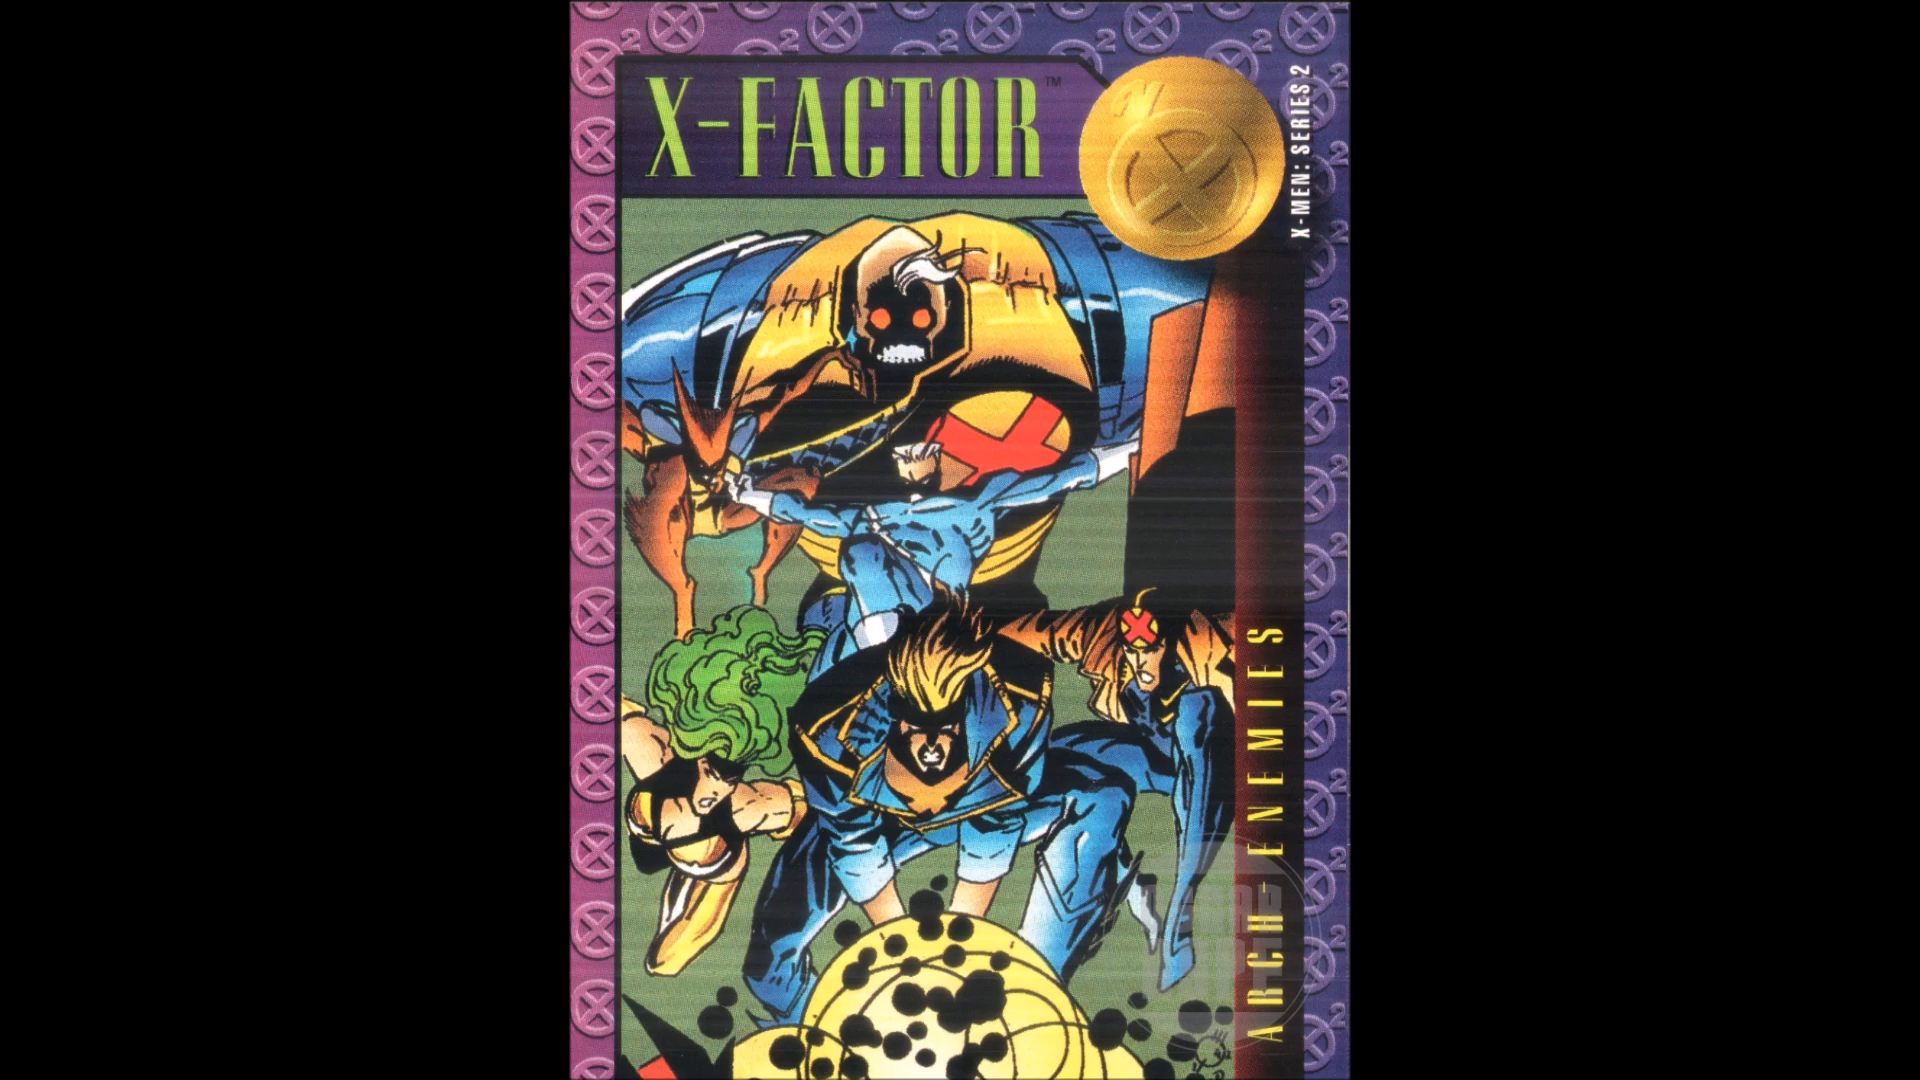 X-FACTOR™
X-MEN: SERIES 2
ARCH-ENEMIES